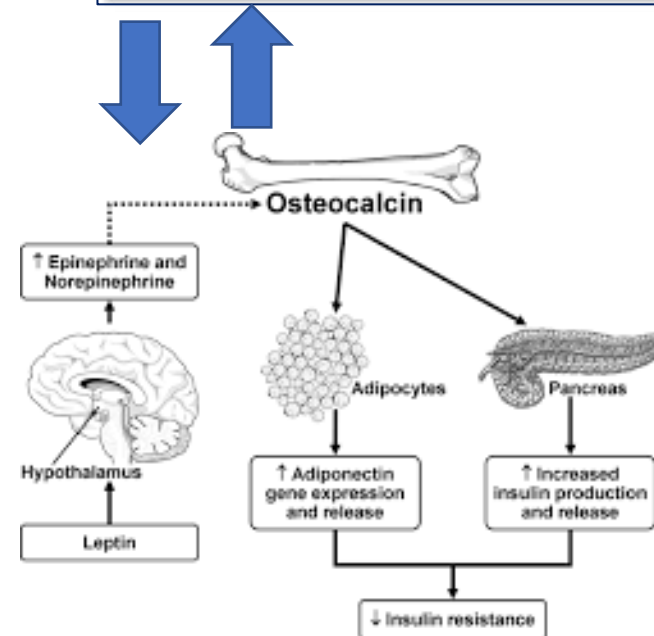 Osteocalcin
↑ Epinephrine and
Norepinephrine
Adipocytes
Pancreas
Hypothalamus
↑ Adiponectin
gene expression
and release
↑ Increased
insulin production
and release
Leptin
↓ Insulin resistance